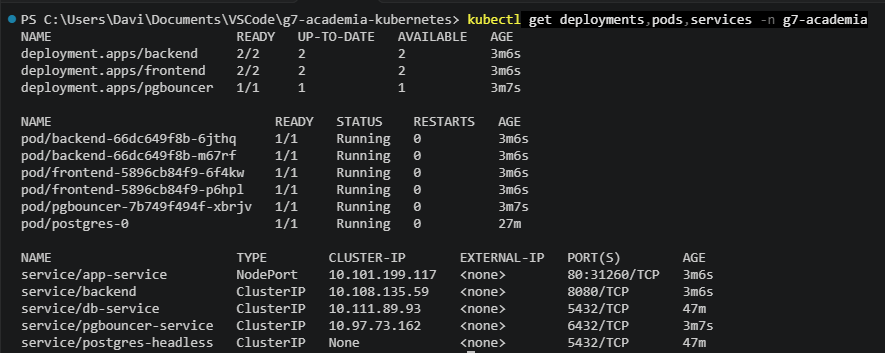 PS C:\Users\Davi\Documents\VSCode\g7-academia-kubernetes> kubectl get deployments,pods,services -n g7-academia
NAME READY UP-TO-DATE AVAILABLE AGE
deployment.apps/backend 2/2 2 2 3m6s
deployment.apps/frontend 2/2 2 2 3m6s
deployment.apps/pgbouncer 1/1 1 1 3m7s
NAME READY STATUS RESTARTS AGE
pod/backend-66dc649f8b-6jthq 1/1 Running 0 3m6s
pod/backend-66dc649f8b-m67rf 1/1 Running 0 3m6s
pod/frontend-5896cb84f9-6f4kw 1/1 Running 0 3m6s
pod/frontend-5896cb84f9-p6hpl 1/1 Running 0 3m6s
pod/pgbouncer-7b749f494f-xbrjv 1/1 Running 0 3m7s
pod/postgres-0 1/1 Running 0 27m
NAME TYPE CLUSTER-IP EXTERNAL-IP PORT(S) AGE
service/app-service NodePort 10.101.199.117 <none> 80:31260/TCP 3m6s
service/backend ClusterIP 10.108.135.59 <none> 8080/TCP 3m6s
service/db-service ClusterIP 10.111.89.93 <none> 5432/TCP 47m
service/pgbouncer-service ClusterIP 10.97.73.162 <none> 6432/TCP 3m7s
service/postgres-headless ClusterIP None <none> 5432/TCP 47m